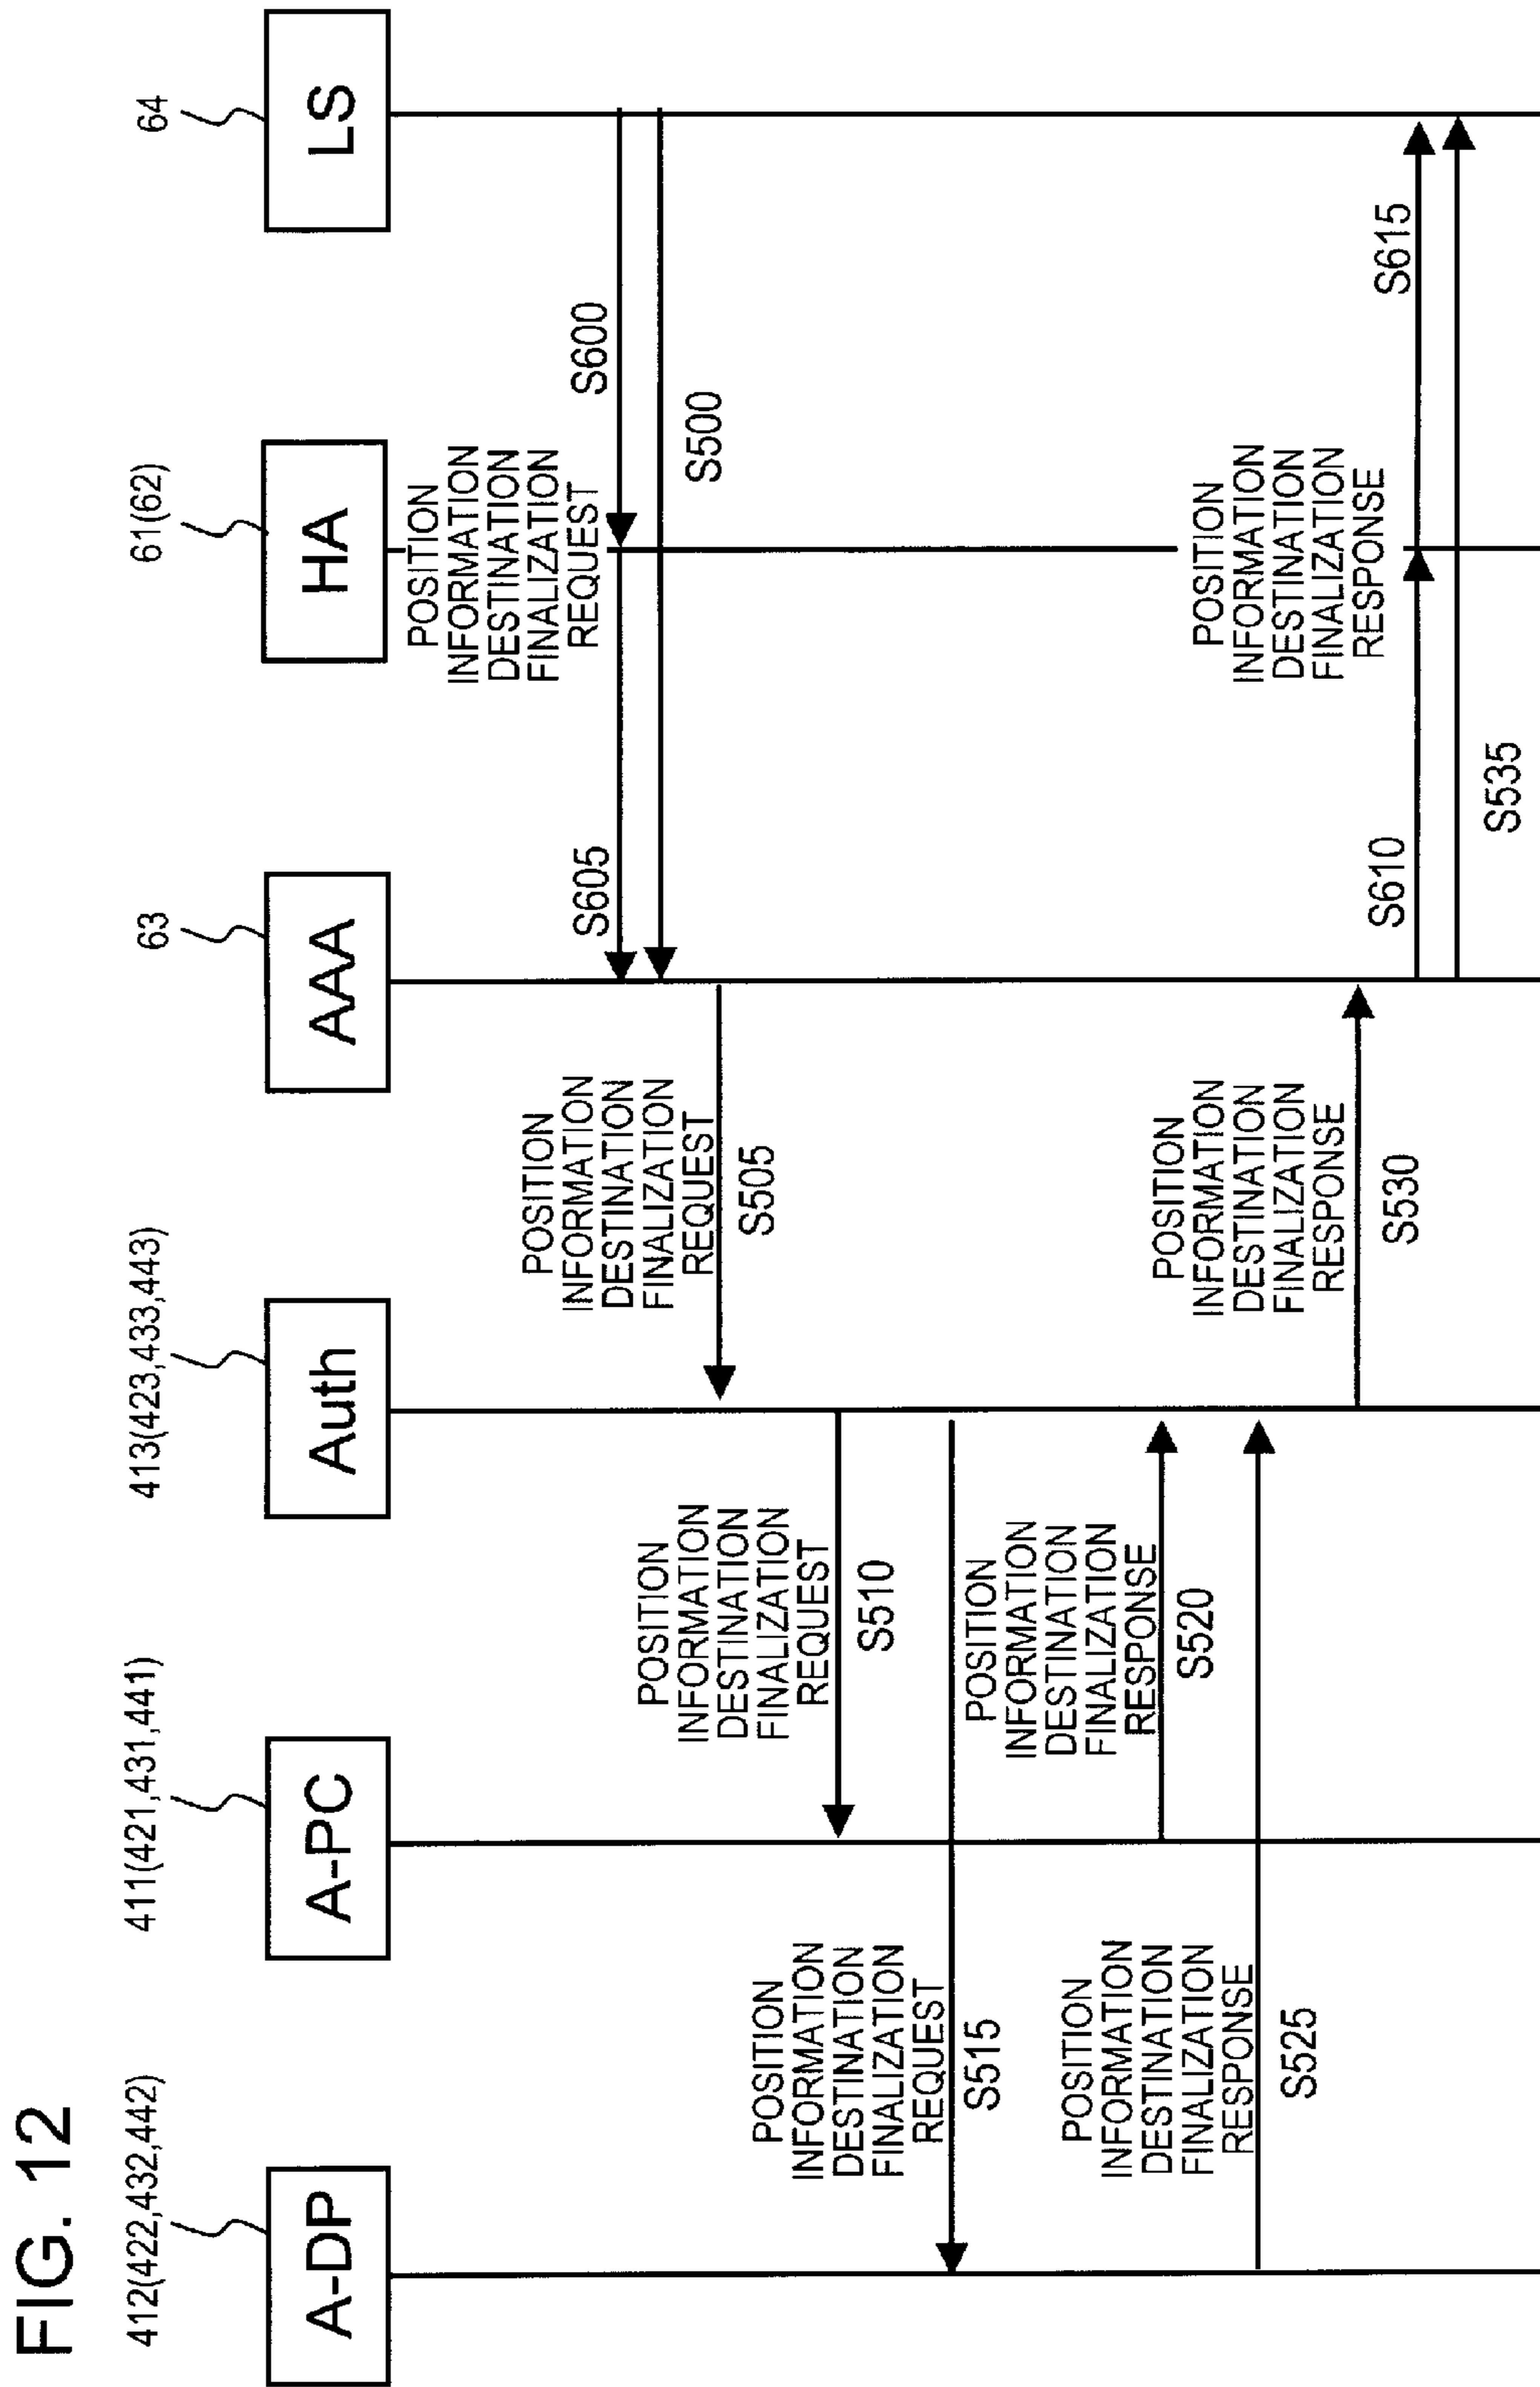 FIG. 12
412(422,432,442)
411(421,431,441)
413(423,433,443)
63
61(62)
64
A-DP
A-PC
Auth
AAA
HA
LS
POSITION
INFORMATION
DESTINATION
FINALIZATION
REQUEST
S600
S605
S500
POSITION
INFORMATION
DESTINATION
FINALIZATION
REQUEST
S505
POSITION
INFORMATION
DESTINATION
FINALIZATION
REQUEST
S510
POSITION
INFORMATION
DESTINATION
FINALIZATION
REQUEST
S515
POSITION
INFORMATION
DESTINATION
FINALIZATION
RESPONSE
S520
POSITION
INFORMATION
DESTINATION
FINALIZATION
RESPONSE
S525
POSITION
INFORMATION
DESTINATION
FINALIZATION
RESPONSE
S530
POSITION
INFORMATION
DESTINATION
FINALIZATION
RESPONSE
S610
S615
S535